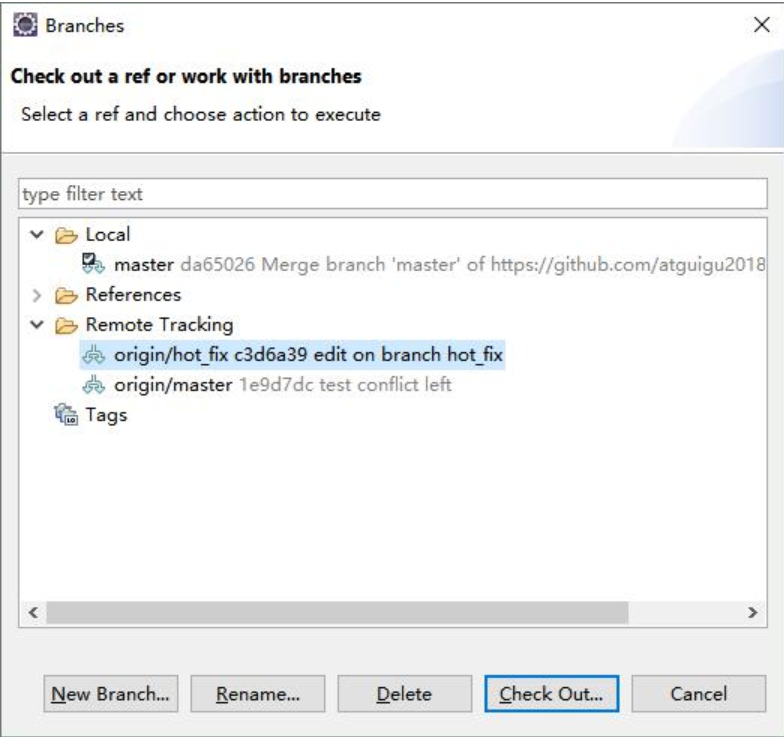 Branches
Check out a ref or work with branches
Select a ref and choose action to execute
type filter text
Local
master da65026 Merge branch 'master' of https://github.com/atguigu2018
References
Remote Tracking
origin/hot_fix c3d6a39 edit on branch hot_fix
origin/master 1e9d7dc test conflict left
Tags
New Branch... Rename... Delete Check Out... Cancel